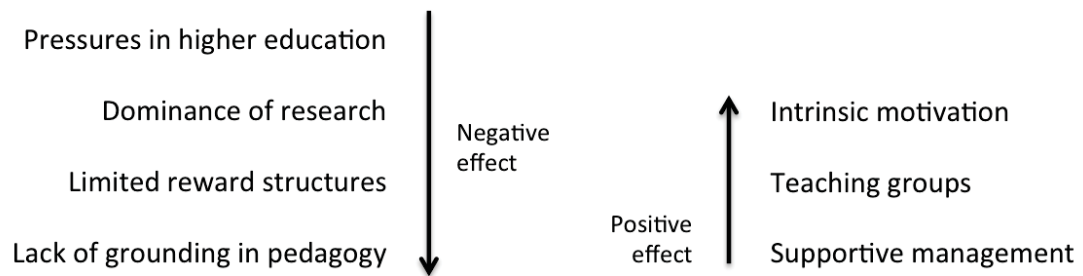 Pressures in higher education
Dominance of research
Limited reward structures
Lack of grounding in pedagogy
Negative
effect
Positive
effect
Intrinsic motivation
Teaching groups
Supportive management